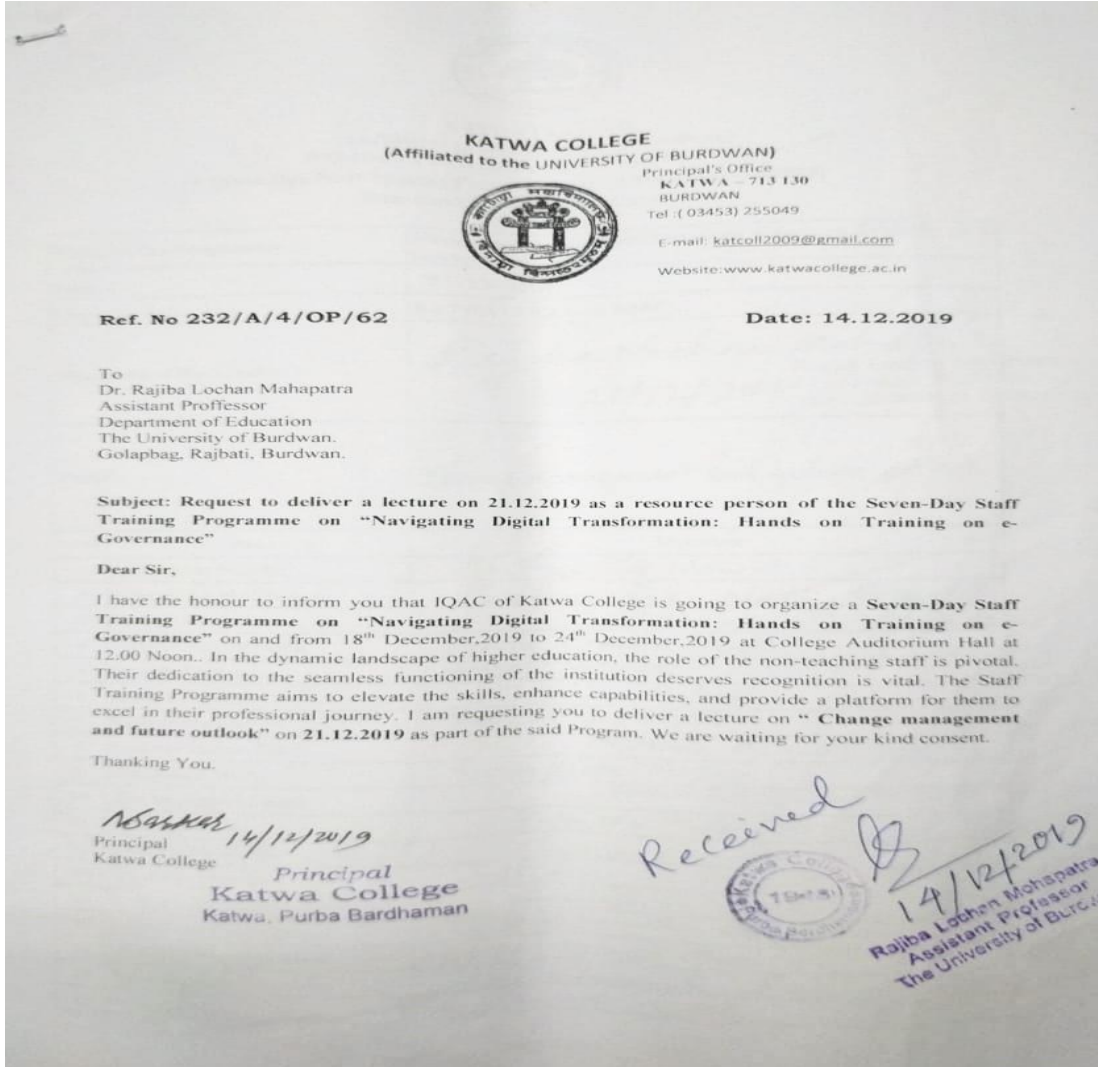 KATWA COLLEGE
(Affiliated to the UNIVERSITY OF BURDWAN)
Principal's Office
KATWA – 713 130
BURDWAN
Tel :( 03453) 255049
E-mail: katcoll2009@gmail.com
Website:www.katwacollege.ac.in
Ref. No 232/A/4/OP/62
Date: 14.12.2019
To
Dr. Rajiba Lochan Mahapatra
Assistant Proffessor
Department of Education
The University of Burdwan.
Golapbag, Rajbati, Burdwan.
Subject: Request to deliver a lecture on 21.12.2019 as a resource person of the Seven-Day Staff
Training Programme on “Navigating Digital Transformation: Hands on Training on e-
Governance”
Dear Sir,
I have the honour to inform you that IQAC of Katwa College is going to organize a Seven-Day Staff
Training Programme on “Navigating Digital Transformation: Hands on Training on e-
Governance” on and from 18th December,2019 to 24th December,2019 at College Auditorium Hall at
12.00 Noon.. In the dynamic landscape of higher education, the role of the non-teaching staff is pivotal.
Their dedication to the seamless functioning of the institution deserves recognition is vital. The Staff
Training Programme aims to elevate the skills, enhance capabilities, and provide a platform for them to
excel in their professional journey. I am requesting you to deliver a lecture on “ Change management
and future outlook” on 21.12.2019 as part of the said Program. We are waiting for your kind consent.
Thanking You.
14/12/2019
Principal
Katwa College
Principal
Katwa College
Katwa, Purba Bardhaman
Received
14/12/2019
Katwa College
Purba Bardhaman
Rajiba Lochan Mohapatra
Assistant Professor
The University of